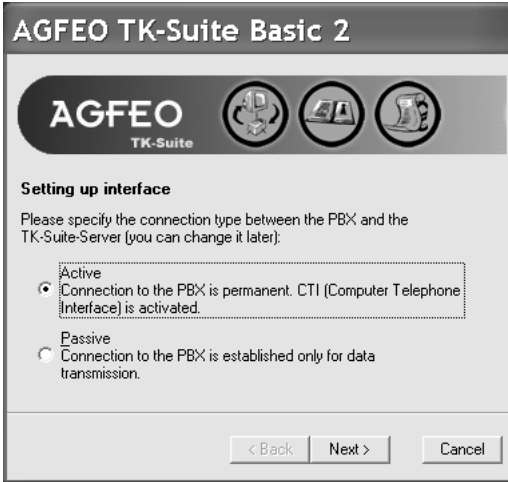 AGFEO TK-Suite Basic 2
AGFEO
TK-Suite
Setting up interface
Please specify the connection type between the PBX and the
TK-Suite-Server (you can change it later):
Active
Connection to the PBX is permanent. CTI (Computer Telephone
Interface) is activated.
Passive
Connection to the PBX is established only for data
transmission.
< Back Next > Cancel